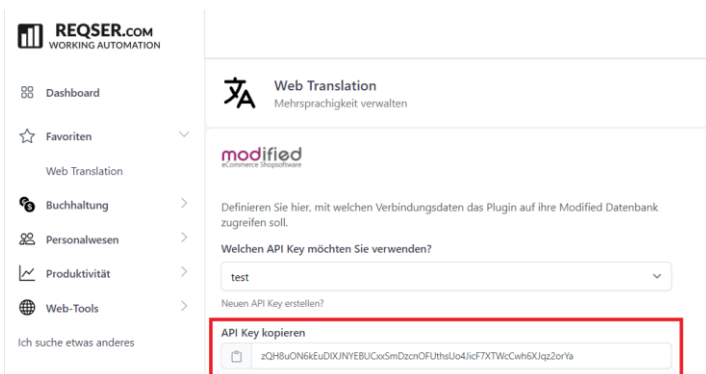 REQSER.COM
WORKING AUTOMATION
Dashboard
Favoriten
Web Translation
Buchhaltung
Personalwesen
Produktivität
Web-Tools
Ich suche etwas anderes
Web Translation
Mehrsprachigkeit verwalten
modified
eCommerce Shopsoftware
Definieren Sie hier, mit welchen Verbindungsdaten das Plugin auf ihre Modified Datenbank
zugreifen soll.
Welchen API Key möchten Sie verwenden?
test
Neuen API Key erstellen?
API Key kopieren